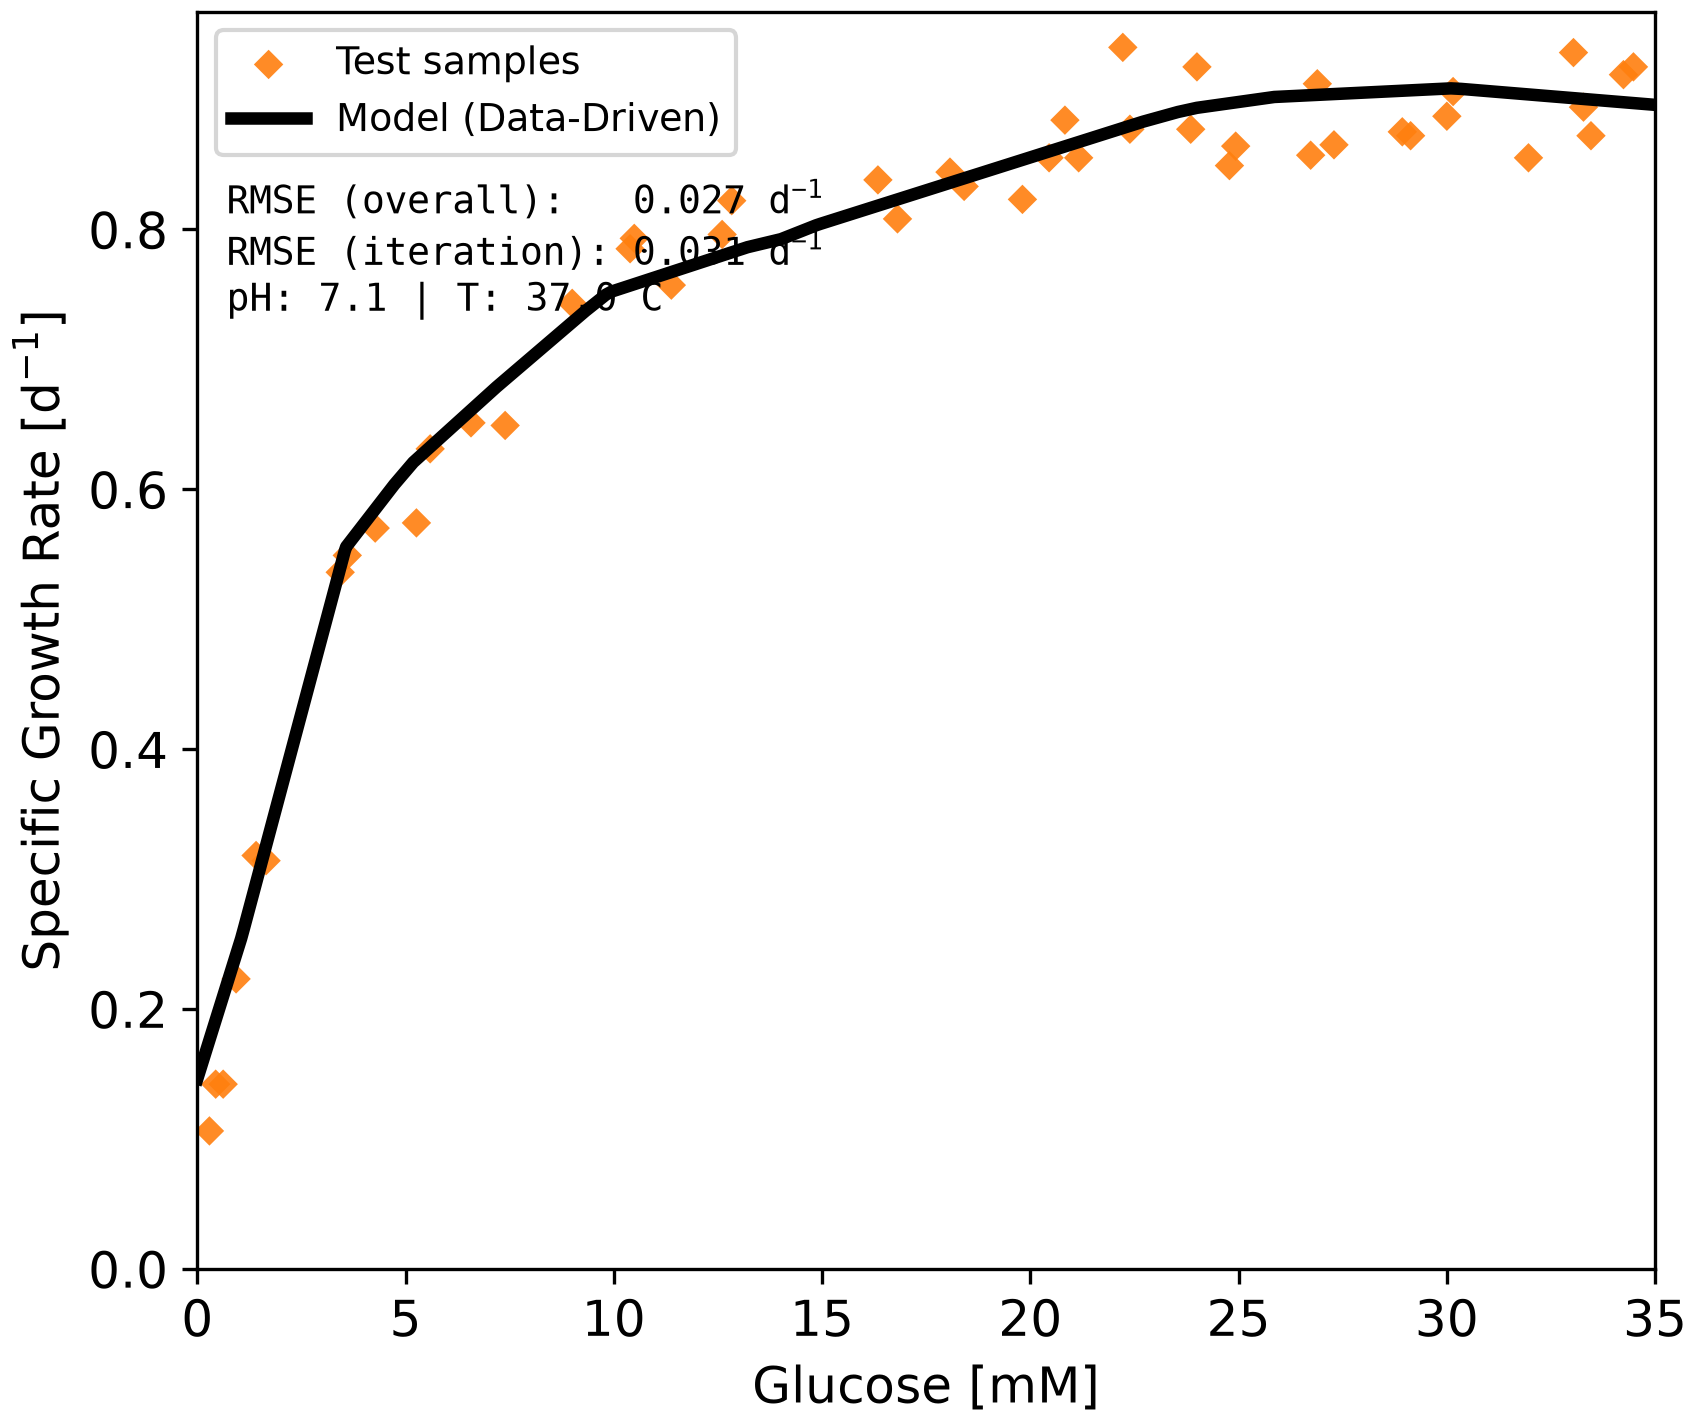 Test samples
Model (Data-Driven)
RMSE (overall):   0.027 d⁻¹
RMSE (iteration): 0.031 d⁻¹
pH: 7.1 | T: 37.0 C
Specific Growth Rate [d⁻¹]
0.8
0.6
0.4
0.2
0.0
0 5 10 15 20 25 30 35
Glucose [mM]